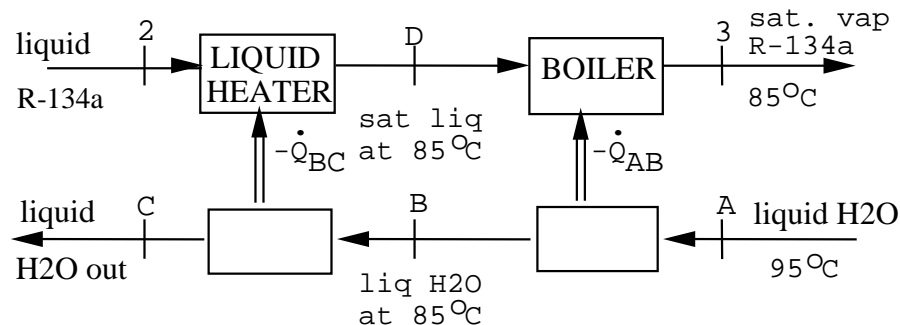 liquid
2
LIQUID
HEATER
D
BOILER
3
sat. vap
R-134a
R-134a
85°C
sat liq
at 85°C
-Q̇BC
-Q̇AB
liquid
C
B
A
liquid H2O
H2O out
liq H2O
at 85°C
95°C